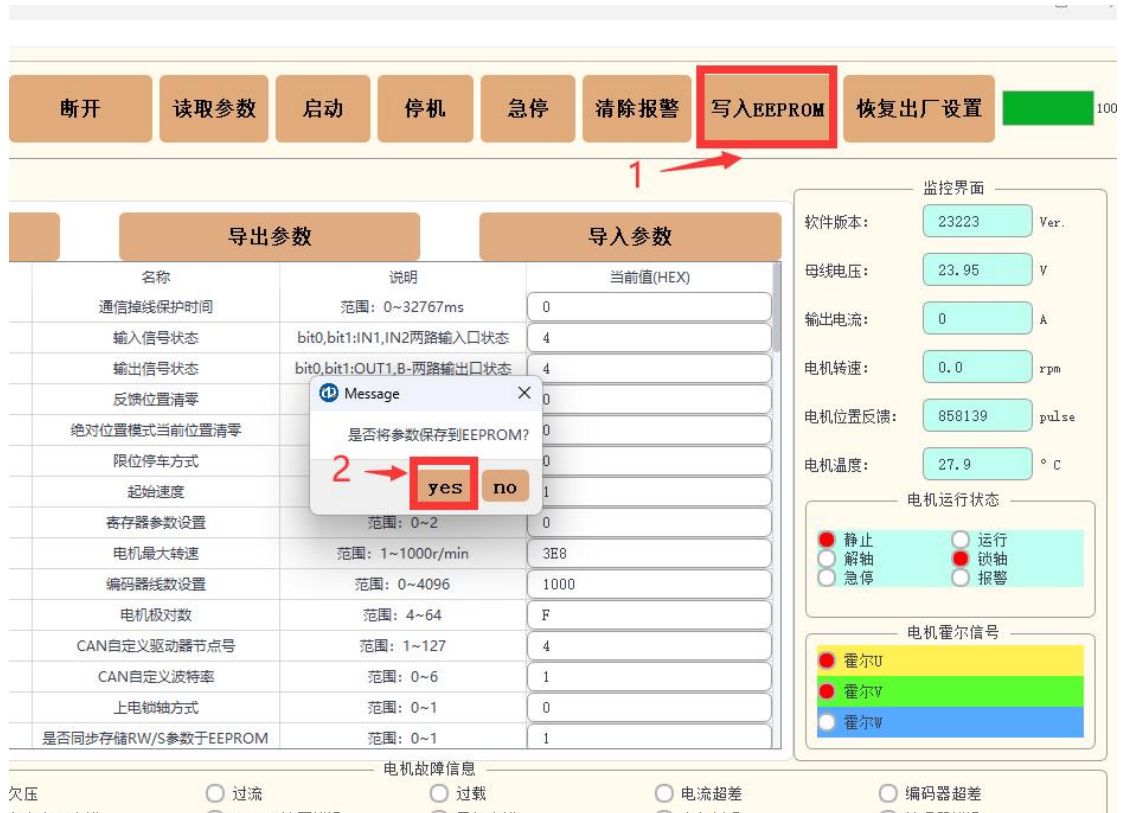 断开 读取参数 启动 停机 急停 清除报警 写入EEPROM 恢复出厂设置 100
1
导出参数 导入参数
名称 说明 当前值(HEX)
通信掉线保护时间 范围：0~32767ms 0
输入信号状态 bit0,bit1:IN1,IN2两路输入口状态 4
输出信号状态 bit0,bit1:OUT1,B-两路输出口状态 4
反馈位置清零 0
绝对位置模式当前位置清零 0
限位停车方式 0
起始速度 1
寄存器参数设置 范围：0~2 0
电机最大转速 范围：1~1000r/min 3E8
编码器线数设置 范围：0~4096 1000
电机极对数 范围：4~64 F
CAN自定义驱动器节点号 范围：1~127 4
CAN自定义波特率 范围：0~6 1
上电锁轴方式 范围：0~1 0
是否同步存储RW/S参数于EEPROM 范围：0~1 1
Message
是否将参数保存到EEPROM?
2
yes no
监控界面
软件版本： 23223 Ver.
母线电压： 23.95 V
输出电流： 0 A
电机转速： 0.0 rpm
电机位置反馈： 858139 pulse
电机温度： 27.9 °C
电机运行状态
静止 运行
解轴 锁轴
急停 报警
电机霍尔信号
霍尔U
霍尔V
霍尔W
电机故障信息
欠压 过流 过载 电流超差 编码器超差